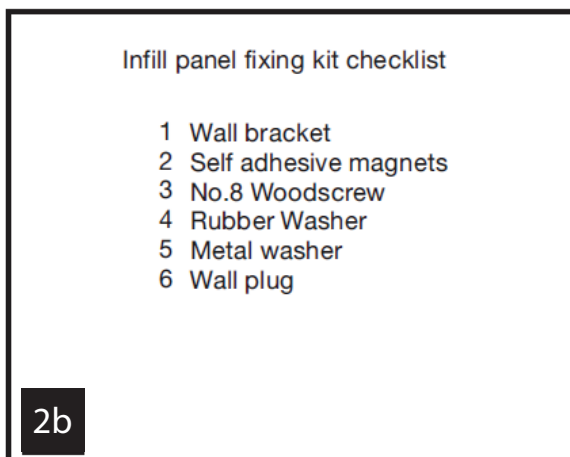 Infill panel fixing kit checklist
1 Wall bracket
2 Self adhesive magnets
3 No.8 Woodscrew
4 Rubber Washer
5 Metal washer
6 Wall plug
2b